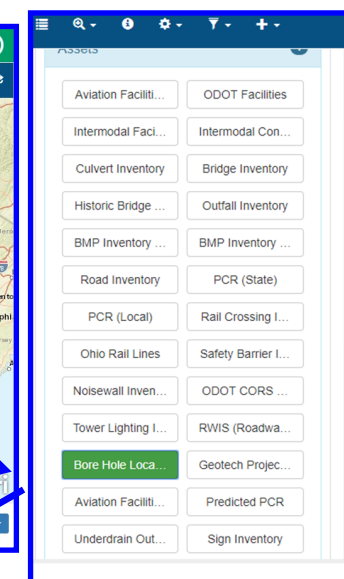 Assets
Aviation Faciliti... ODOT Facilities
Intermodal Faci... Intermodal Con...
Culvert Inventory Bridge Inventory
Historic Bridge ... Outfall Inventory
BMP Inventory ... BMP Inventory ...
Road Inventory PCR (State)
PCR (Local) Rail Crossing I...
Ohio Rail Lines Safety Barrier I...
Noisewall Inven... ODOT CORS ...
Tower Lighting I... RWIS (Roadwa...
Bore Hole Loca... Geotech Projec...
Aviation Faciliti... Predicted PCR
Underdrain Out... Sign Inventory